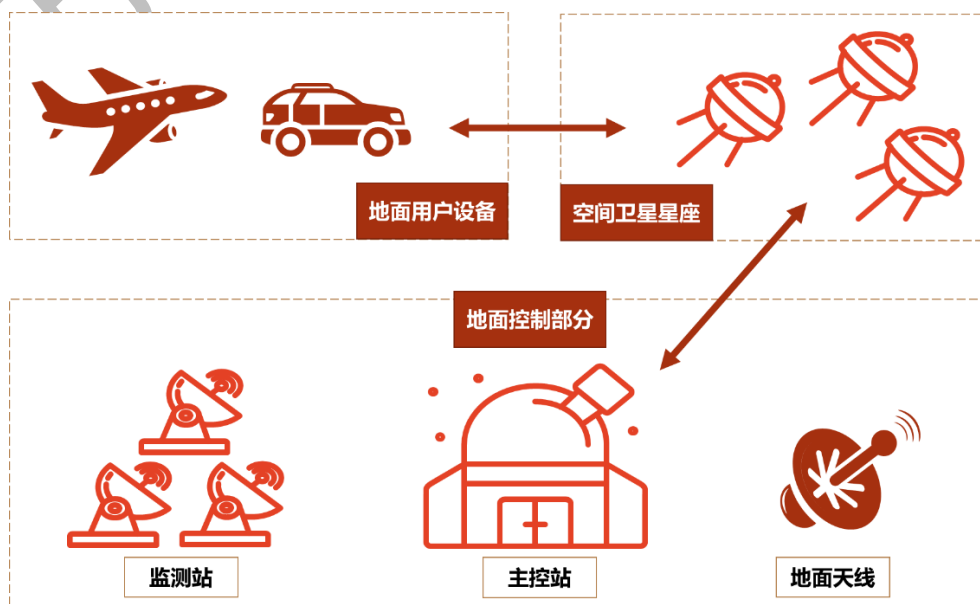 地面用户设备
空间卫星星座
地面控制部分
监测站
主控站
地面天线